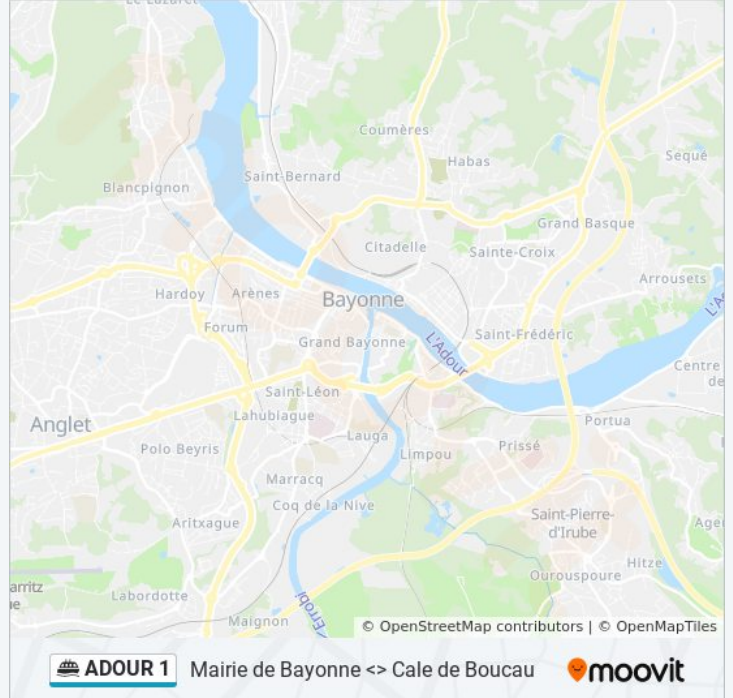 Le Lazaret
Coumères
Habas
Sequé
Saint-Bernard
Blancpignon
Grand Basque
Citadelle
Sainte-Croix
Arrousets
Hardoy
Arènes
Bayonne
Forum
Grand Bayonne
L'Adour
Saint-Frédéric
Centre
de
Saint-Léon
Anglet
Lahubiague
Portua
Lauga
Polo Beyris
Limpou
Prissé
Marracq
Coq de la Nive
Saint-Pierre-
d'Irube
Aritxague
Hitze
Ourouspoure
arritz
Labordotte
Errobi
Maignon
© OpenStreetMap contributors | © OpenMapTiles
ADOUR 1 Mairie de Bayonne <> Cale de Boucau moovit